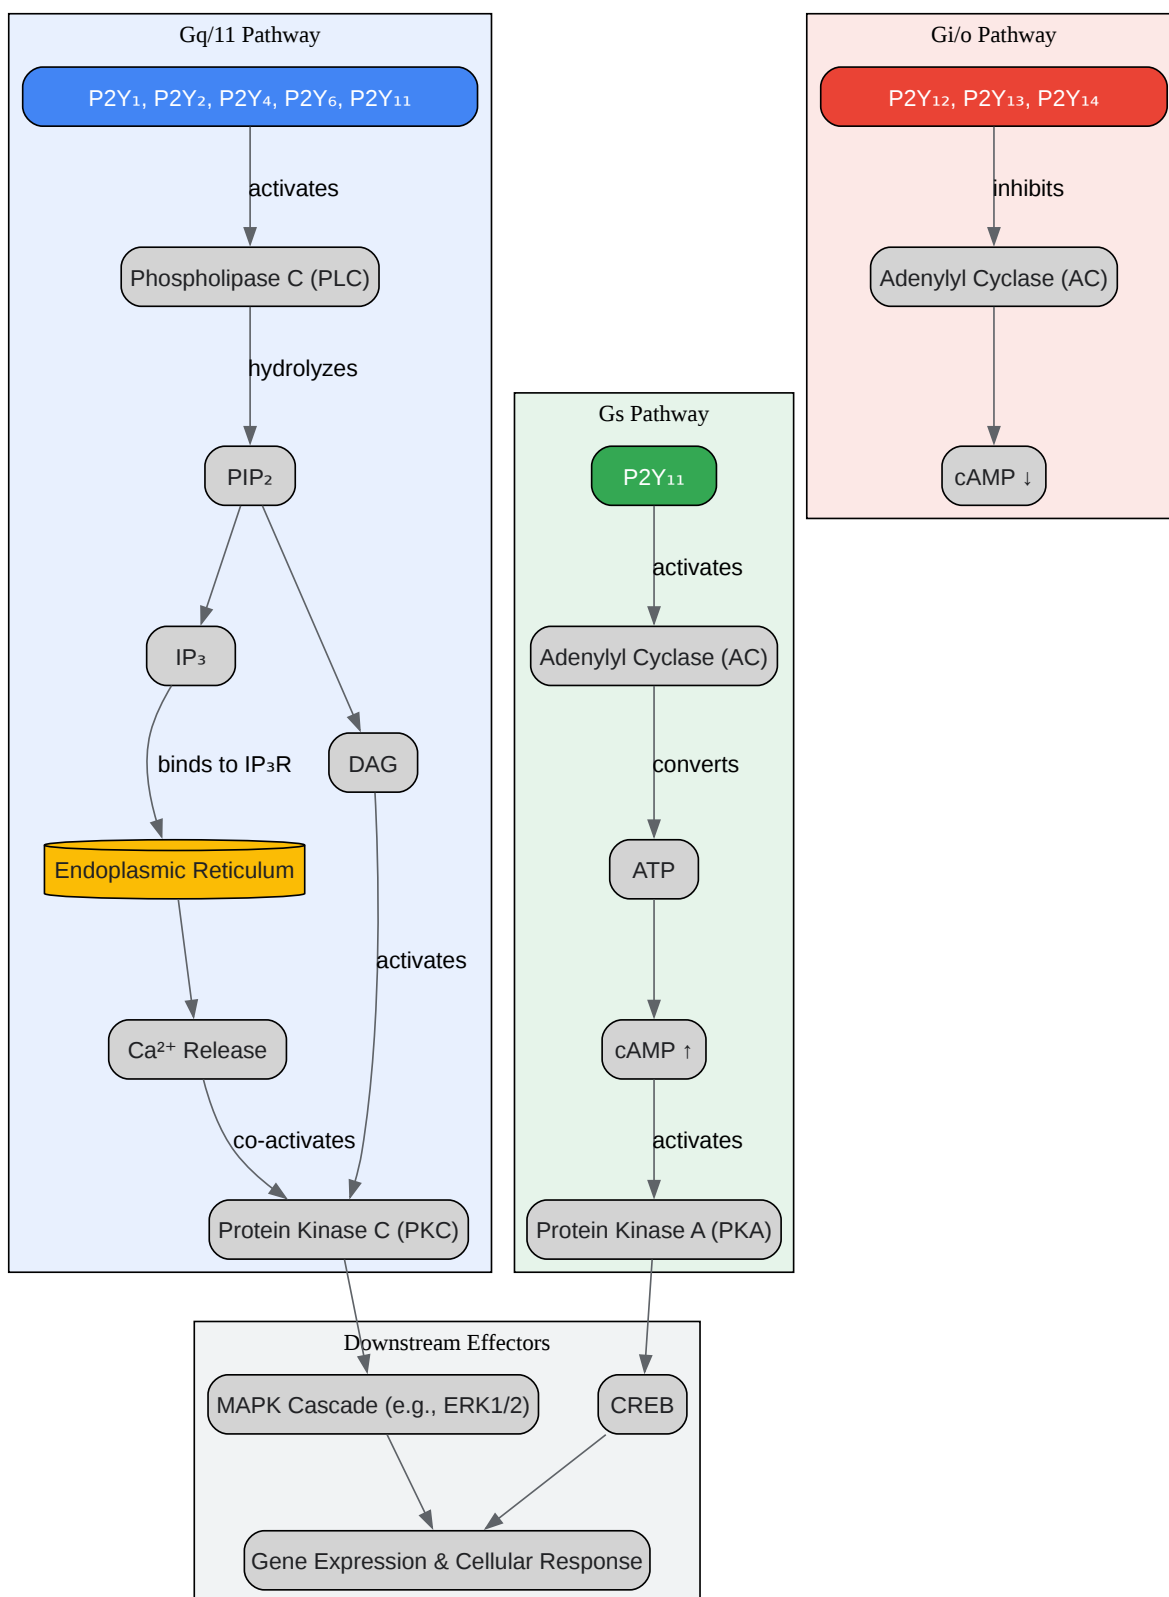 Gq/11 Pathway
P2Y₁, P2Y₂, P2Y₄, P2Y₆, P2Y₁₁
activates
Phospholipase C (PLC)
hydrolyzes
PIP₂
IP₃
binds to IP₃R
DAG
Endoplasmic Reticulum
activates
Ca²⁺ Release
co-activates
Protein Kinase C (PKC)
Gs Pathway
P2Y₁₁
activates
Adenylyl Cyclase (AC)
converts
ATP
cAMP ↑
activates
Protein Kinase A (PKA)
Gi/o Pathway
P2Y₁₂, P2Y₁₃, P2Y₁₄
inhibits
Adenylyl Cyclase (AC)
cAMP ↓
Downstream Effectors
MAPK Cascade (e.g., ERK1/2)
CREB
Gene Expression & Cellular Response